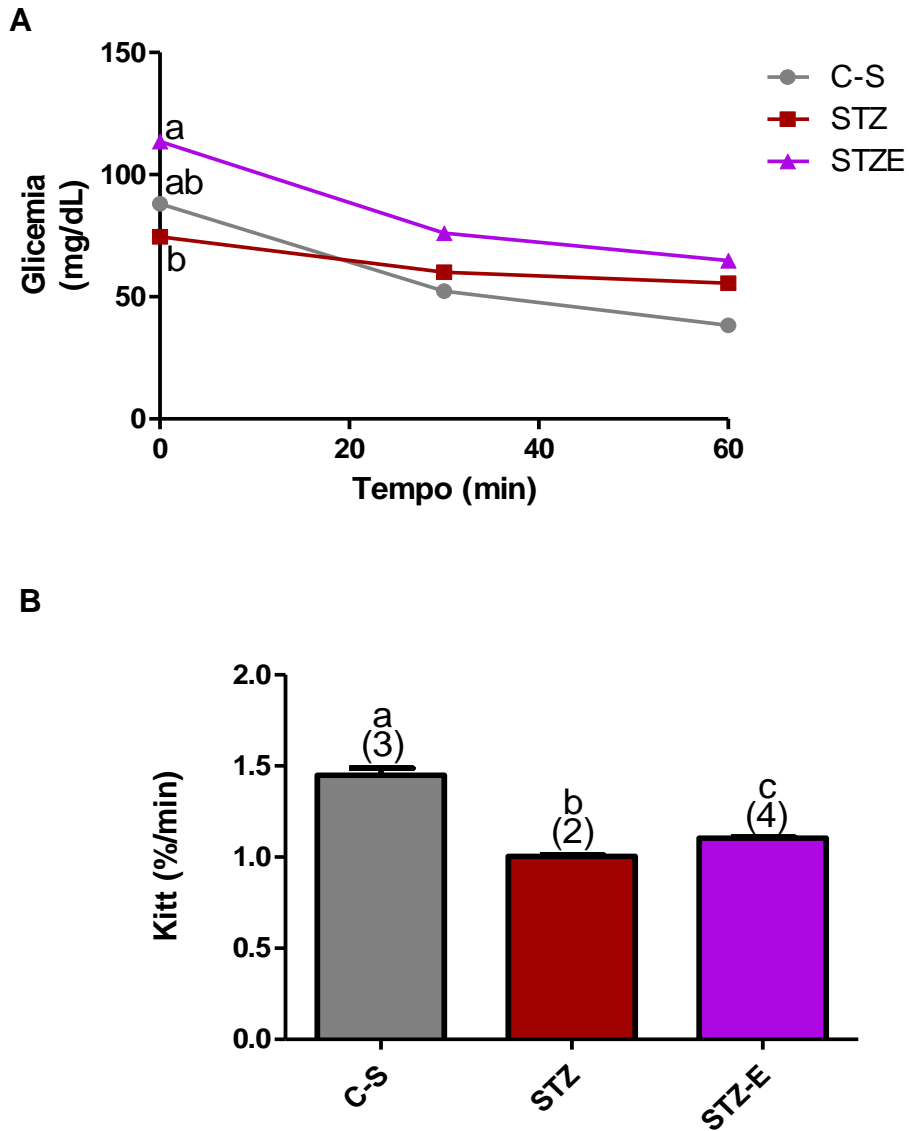 A
150
100
50
0
Glicemia
(mg/dL)
a
ab
b
0 20 40 60
Tempo (min)
C-S
STZ
STZE
B
2.0
1.5
1.0
0.5
0.0
Kitt (%/min)
a
(3)
b
(2)
c
(4)
C-S
STZ
STZ-E